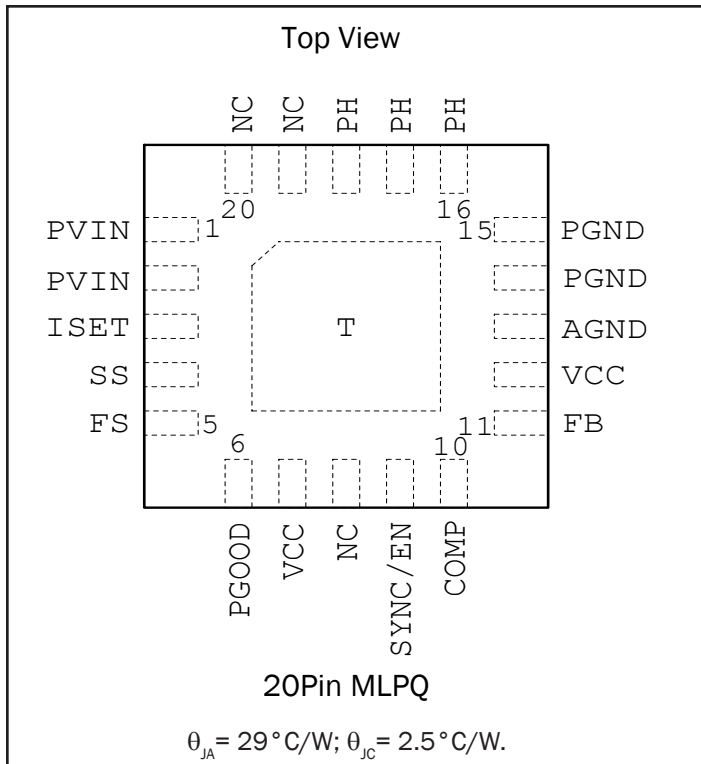 Top View
NC
NC
PH
PH
PH
20
16
PVIN
1
15
PGND
PVIN
PGND
ISET
T
AGND
SS
VCC
FS
5
6
10
11
FB
PGOOD
VCC
NC
SYNC/EN
COMP
20Pin MLPQ
θJA= 29°C/W; θJC= 2.5°C/W.